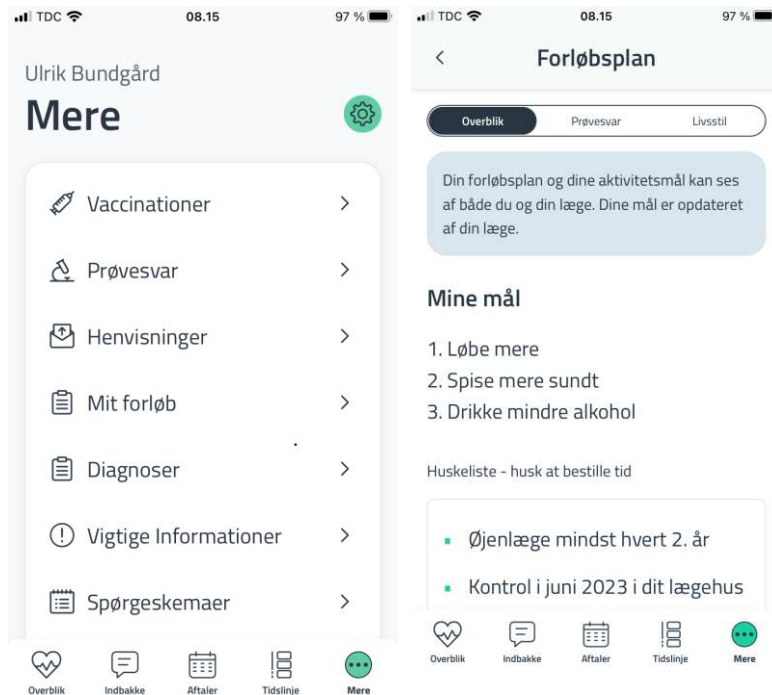 TDC
08.15
97 %
Ulrik Bundgård
Mere
Vaccinationer
Prøvesvar
Henvisninger
Mit forløb
Diagnoser
Vigtige Informationer
Spørgeskemaer
Overblik
Indbakke
Aftaler
Tidslinje
Mere
TDC
08.15
97 %
Forløbsplan
Overblik
Prøvesvar
Livsstil
Din forløbsplan og dine aktivitetsmål kan ses
af både du og din læge. Dine mål er opdateret
af din læge.
Mine mål
1. Løbe mere
2. Spise mere sundt
3. Drikke mindre alkohol
Huskeliste - husk at bestille tid
Øjenlæge mindst hvert 2. år
Kontrol i juni 2023 i dit lægehus
Overblik
Indbakke
Aftaler
Tidslinje
Mere